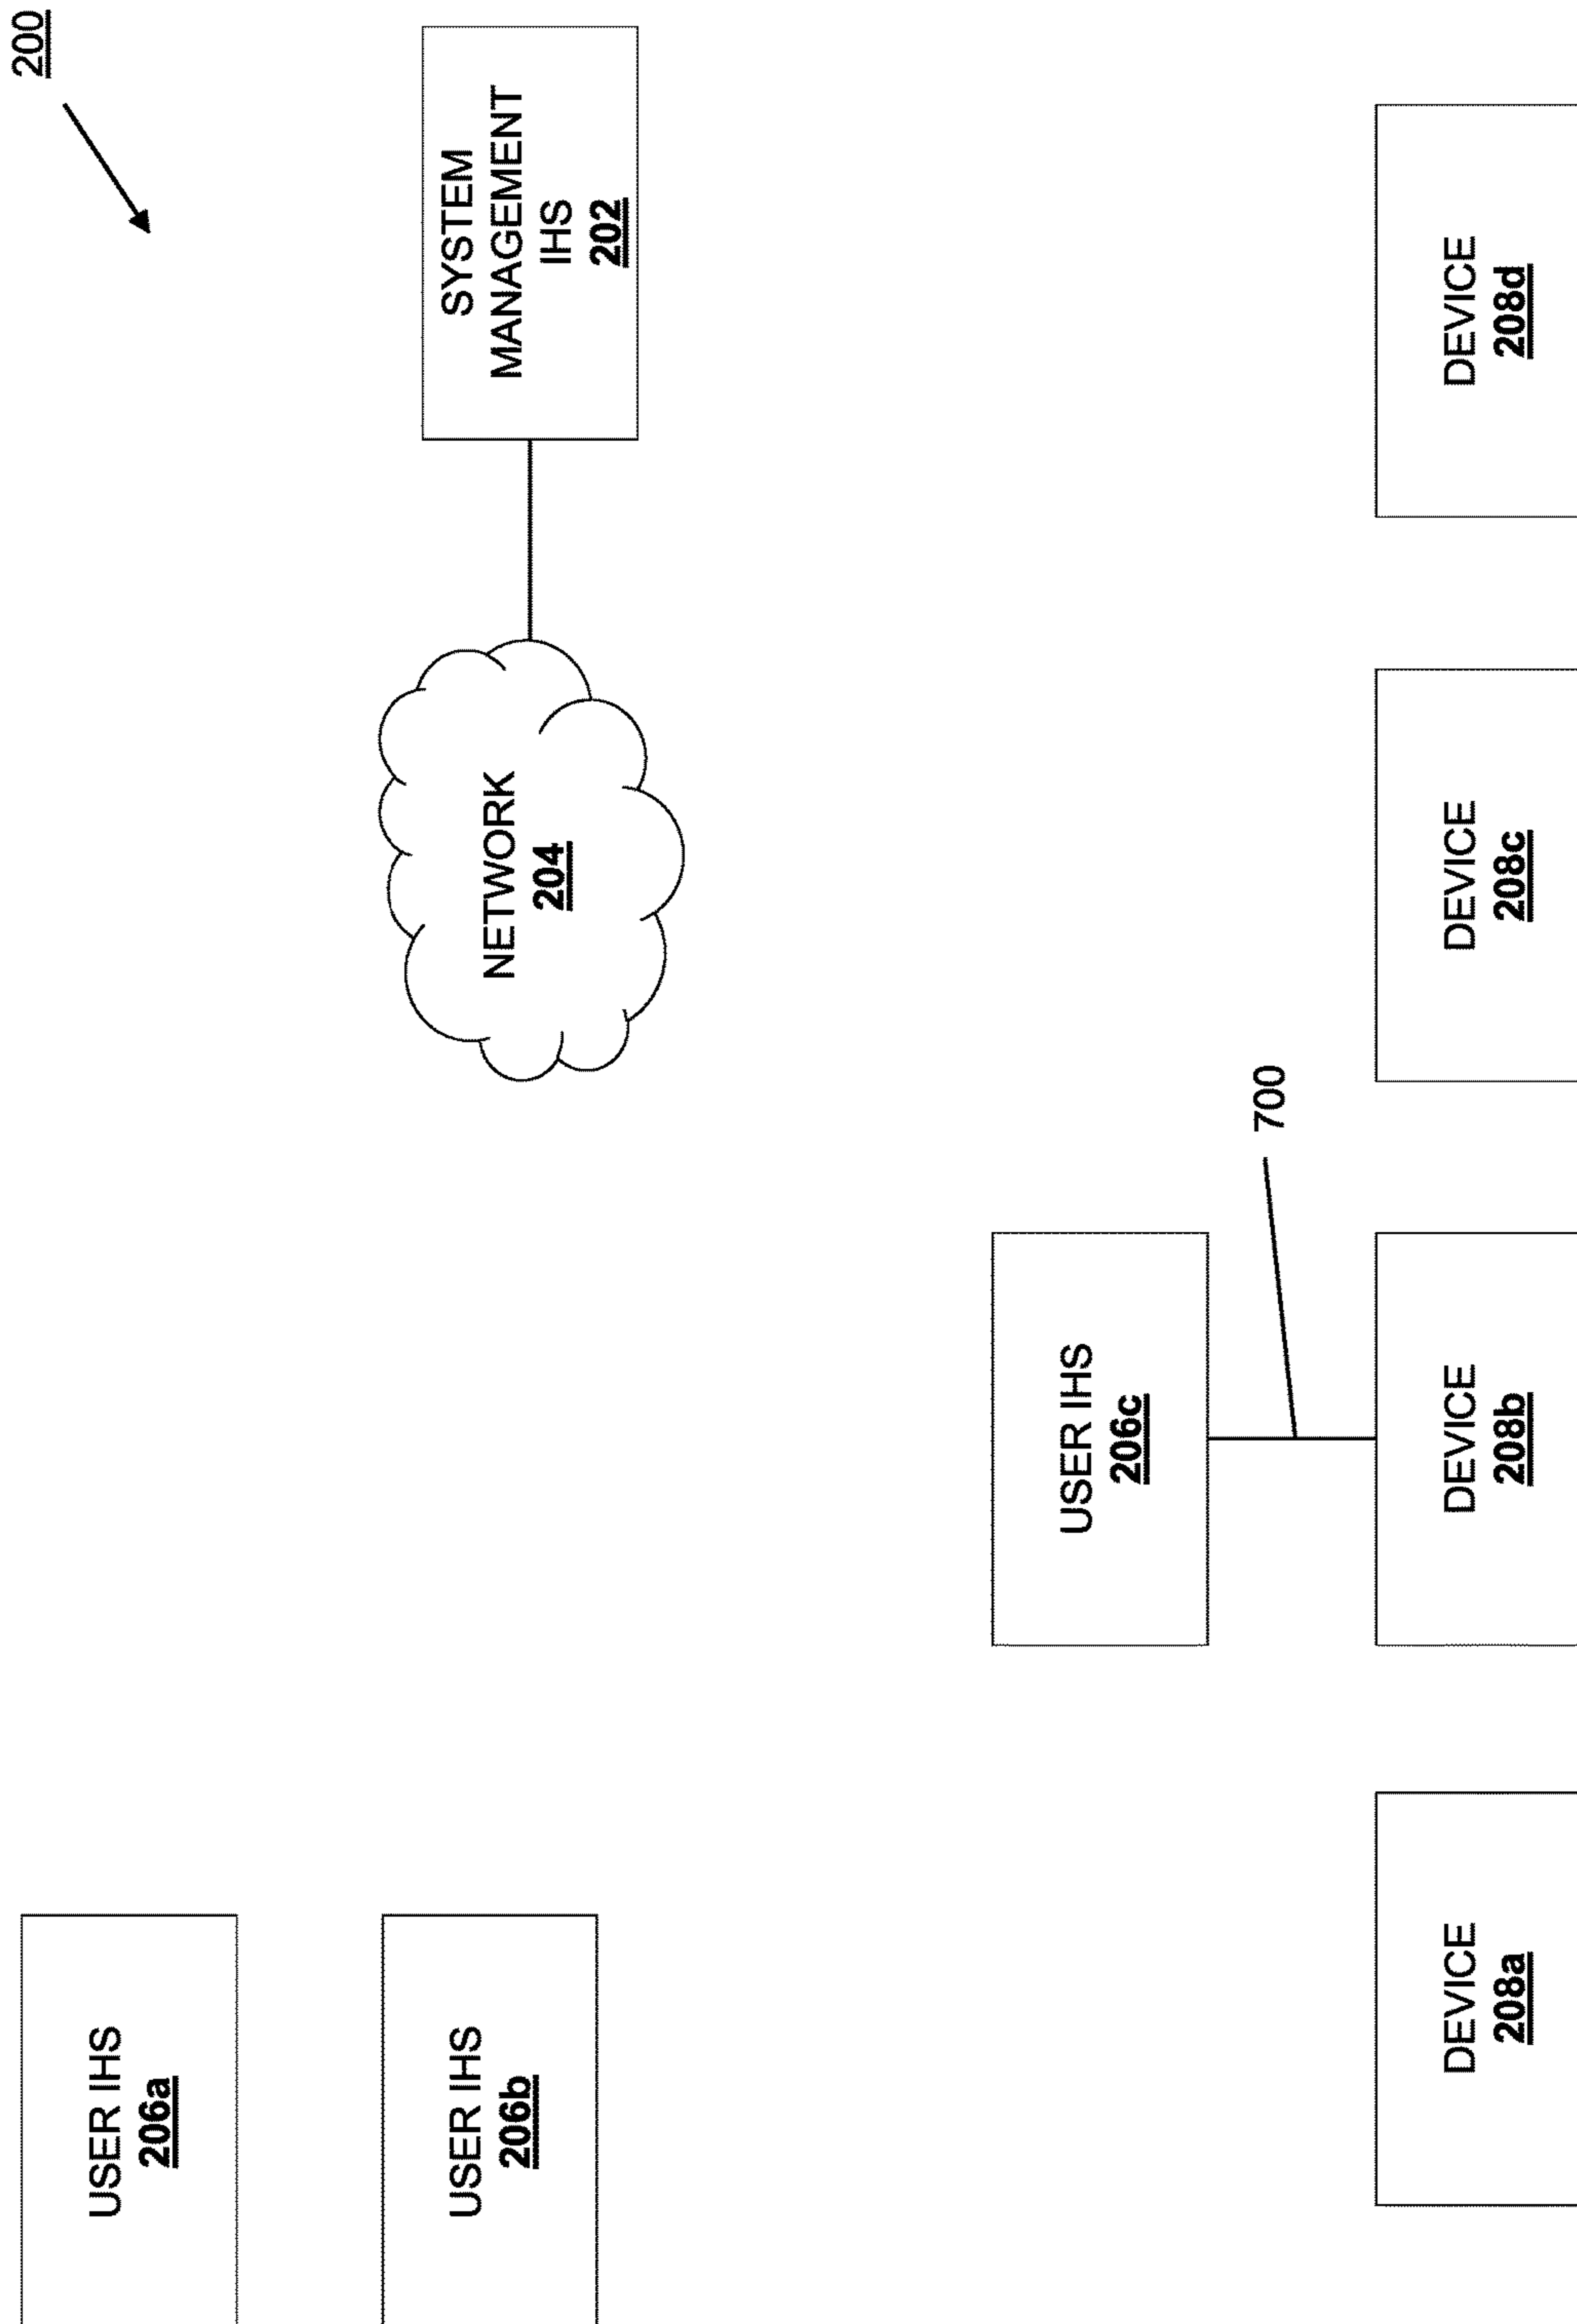 200
SYSTEM
MANAGEMENT
IHS
202
NETWORK
204
USER IHS
206a
USER IHS
206b
USER IHS
206c
700
DEVICE
208a
DEVICE
208b
DEVICE
208c
DEVICE
208d